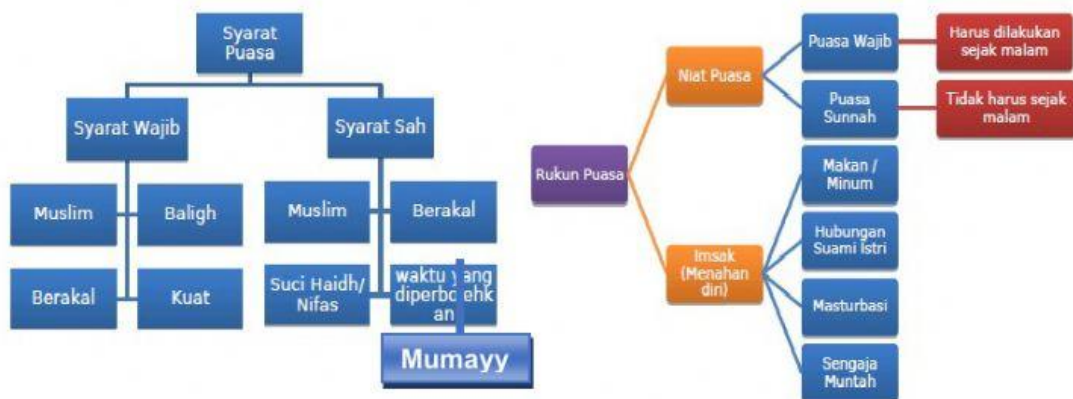 Syarat
Puasa
Syarat Wajib
Syarat Sah
Muslim
Baligh
Berakal
Kuat
Muslim
Berakal
Suci Haidh/
Nifas
waktu yang
diperbolehk
an
Mumayy
Rukun Puasa
Niat Puasa
Puasa Wajib
Harus dilakukan
sejak malam
Puasa
Sunnah
Tidak harus sejak
malam
Imsak
(Menahan
diri)
Makan /
Minum
Hubungan
Suami Istri
Masturbasi
Sengaja
Muntah